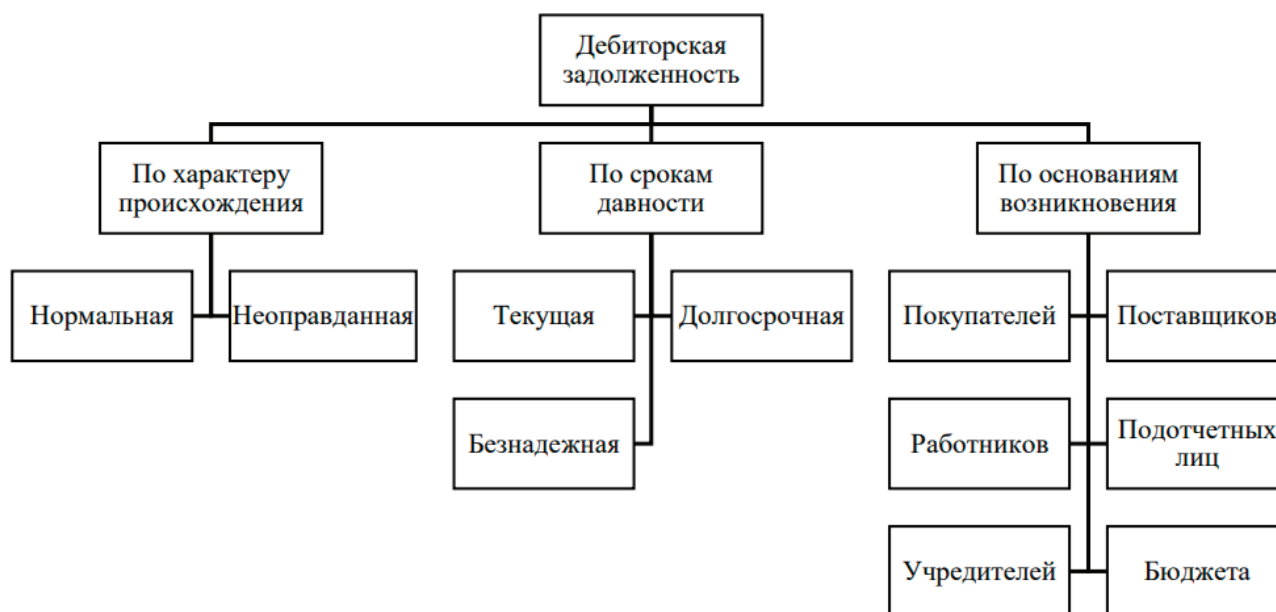 Дебиторская
задолженность
По характеру
происхождения
По срокам
давности
По основаниям
возникновения
Нормальная
Неоправданная
Текущая
Долгосрочная
Покупателей
Поставщиков
Безнадежная
Работников
Подотчетных
лиц
Учредителей
Бюджета